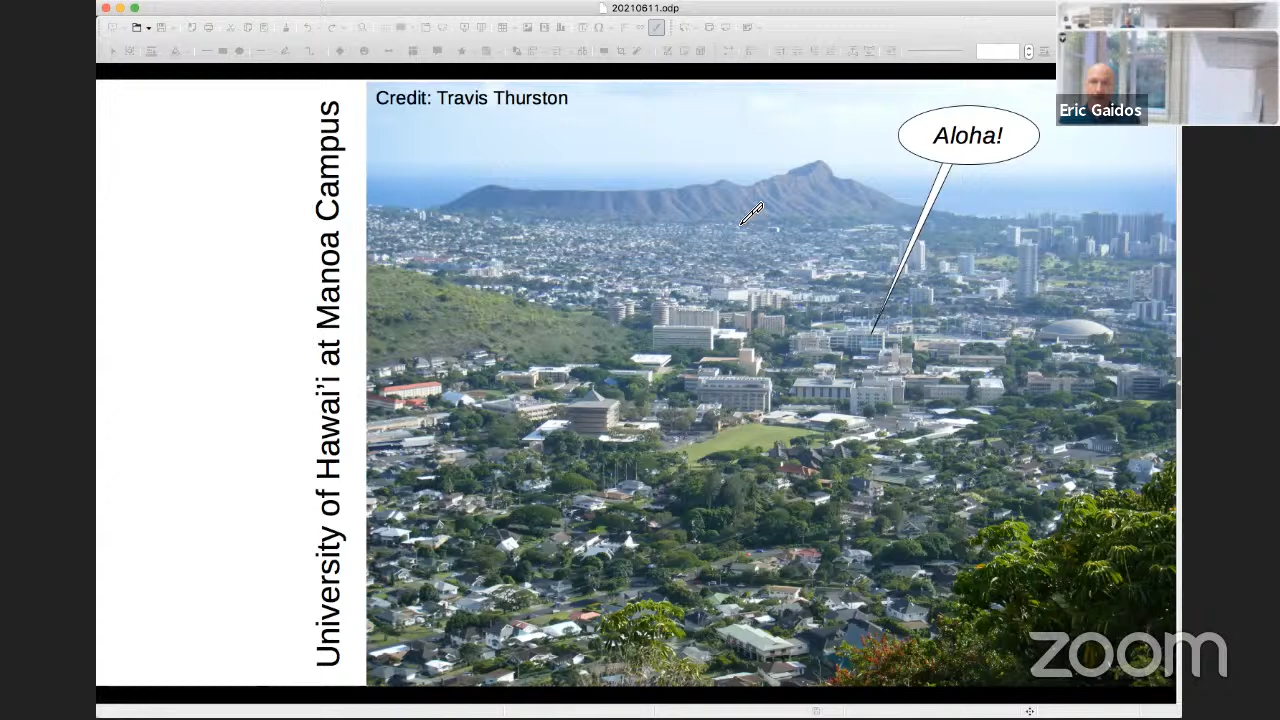 20210611.odp
Credit: Travis Thurston
Aloha!
Eric Gaidos
University of Hawai'i at Manoa Campus
zoom